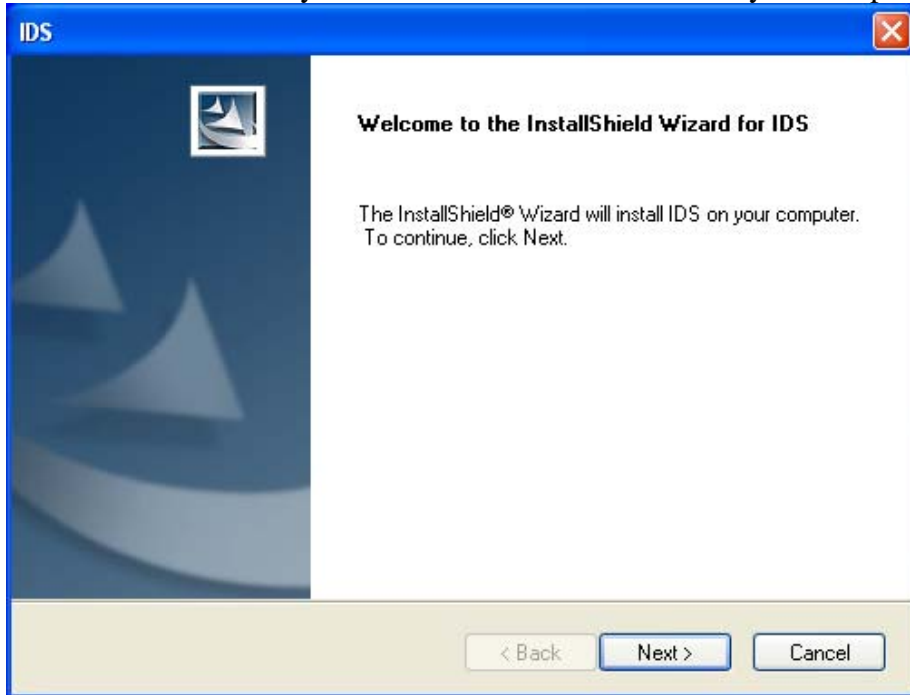 IDS
Welcome to the InstallShield Wizard for IDS
The InstallShield® Wizard will install IDS on your computer.
To continue, click Next.
< Back Next > Cancel